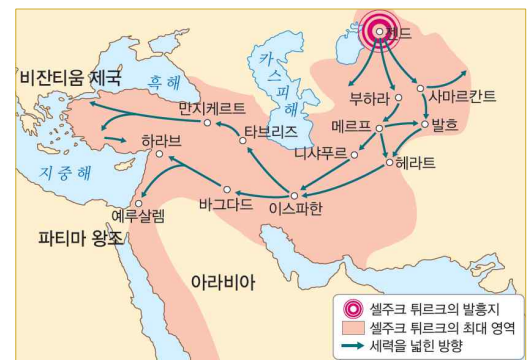 젠드
카스피해
사마르칸트
부하라
비잔티움 제국
흑해
만지케르트
메르프
발흐
타브리즈
하라브
니샤푸르
헤라트
지중해
바그다드
이스파한
예루살렘
파티마 왕조
아라비아
셀주크 튀르크의 발흥지
셀주크 튀르크의 최대 영역
세력을 넓힌 방향